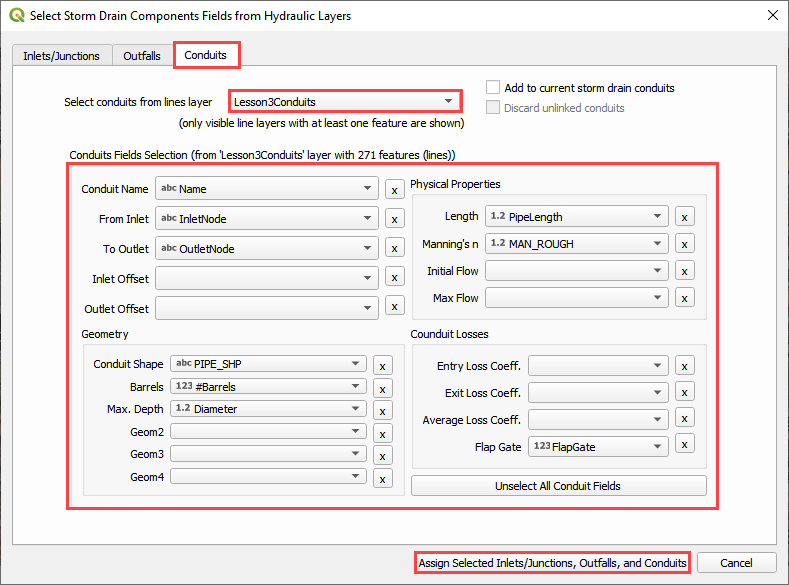 Select Storm Drain Components Fields from Hydraulic Layers
Inlets/Junctions Outfalls Conduits
Select conduits from lines layer Lesson3Conduits
(only visible line layers with at least one feature are shown)
Add to current storm drain conduits
Discard unlinked conduits
Conduits Fields Selection (from 'Lesson3Conduits' layer with 271 features (lines))
Conduit Name abc Name x
From Inlet abc InletNode x
To Outlet abc OutletNode x
Inlet Offset x
Outlet Offset x
Geometry
Conduit Shape abc PIPE_SHP x
Barrels 123 #Barrels x
Max. Depth 1.2 Diameter x
Geom2 x
Geom3 x
Geom4 x
Physical Properties
Length 1.2 PipeLength x
Manning's n 1.2 MAN_ROUGH x
Initial Flow x
Max Flow x
Counduit Losses
Entry Loss Coeff. x
Exit Loss Coeff. x
Average Loss Coeff. x
Flap Gate 123 FlapGate x
Unselect All Conduit Fields
Assign Selected Inlets/Junctions, Outfalls, and Conduits Cancel